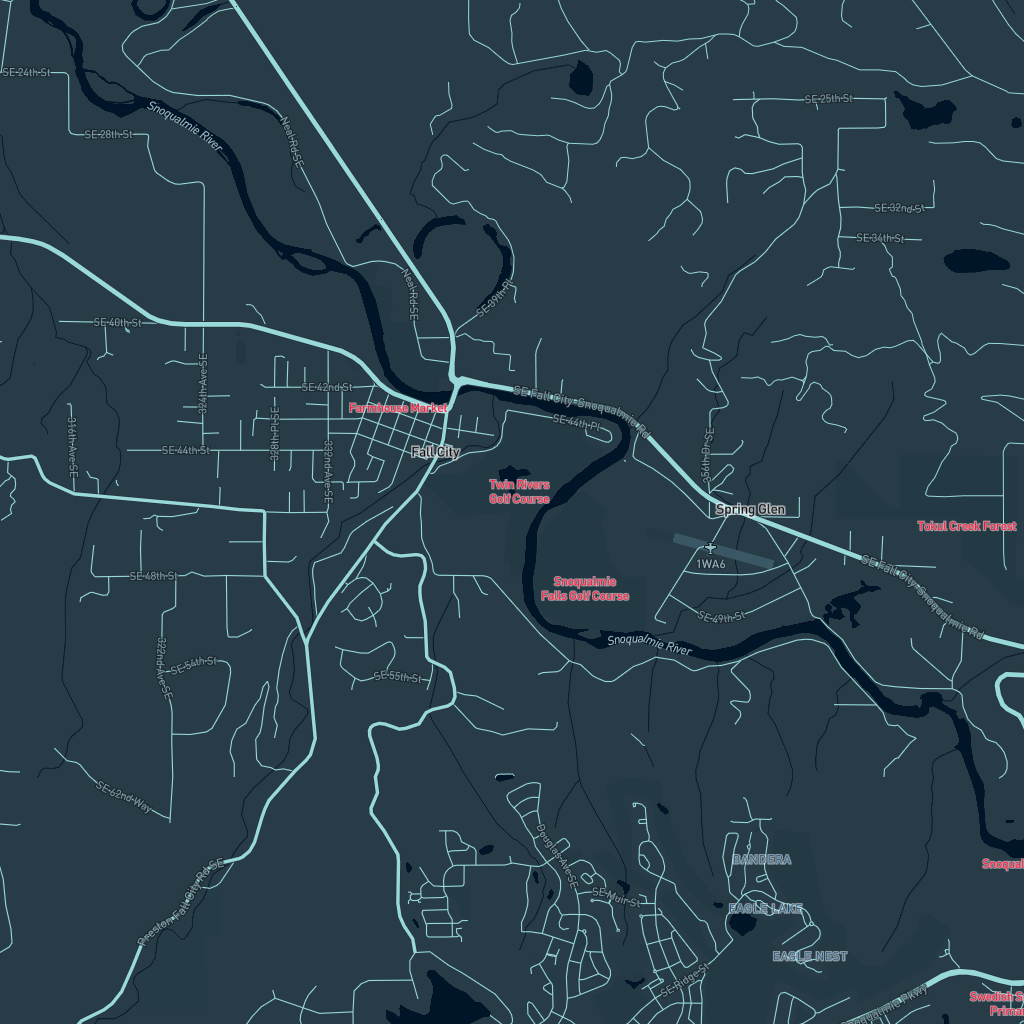 SE 24th St
SE 25th St
Snoqualmie River
SE 28th St
Neal Rd SE
SE 32nd St
SE 34th St
Neal Rd SE
SE 39th Pl
SE 40th St
324th Ave SE
SE 42nd St
SE Fall City-Snoqualmie Rd
Farmhouse Market
SE 44th Pl
316th Ave SE
328th Pl SE
SE 44th St
332nd Ave SE
Fall City
356th Dr SE
Twin Rivers
Golf Course
Spring Glen
Tokul Creek Forest
1WA6
SE Fall City-Snoqualmie Rd
SE 48th St
Snoqualmie
Falls Golf Course
SE 49th St
Snoqualmie River
322nd Ave SE
SE 54th St
SE 55th St
SE 62nd Way
Douglas Ave SE
BANDERA
Snoqual
SE Muir St
Preston Fall City Rd SE
EAGLE LAKE
EAGLE NEST
SE Ridge St
Snoqualmie Pkwy
Swedish S
Prima